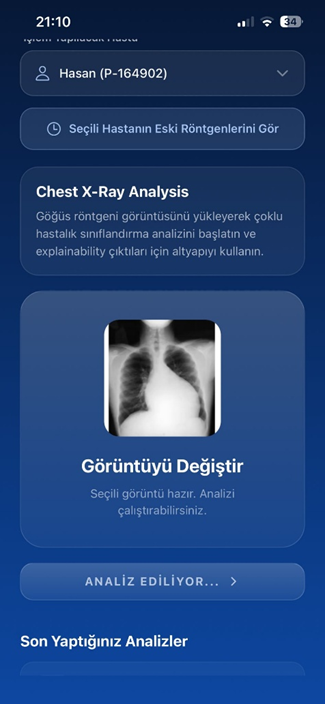 21:10
34
İşlem Yapılacak Hasta
Hasan (P-164902)
Seçili Hastanın Eski Röntgenlerini Gör
Chest X-Ray Analysis
Göğüs röntgeni görüntüsünü yükleyerek çoklu
hastalık sınıflandırma analizini başlatın ve
explainability çıktıları için altyapıyı kullanın.
Görüntüyü Değiştir
Seçili görüntü hazır. Analizi
çalıştırabilirsiniz.
ANALİZ EDİLİYOR...
Son Yaptığınız Analizler